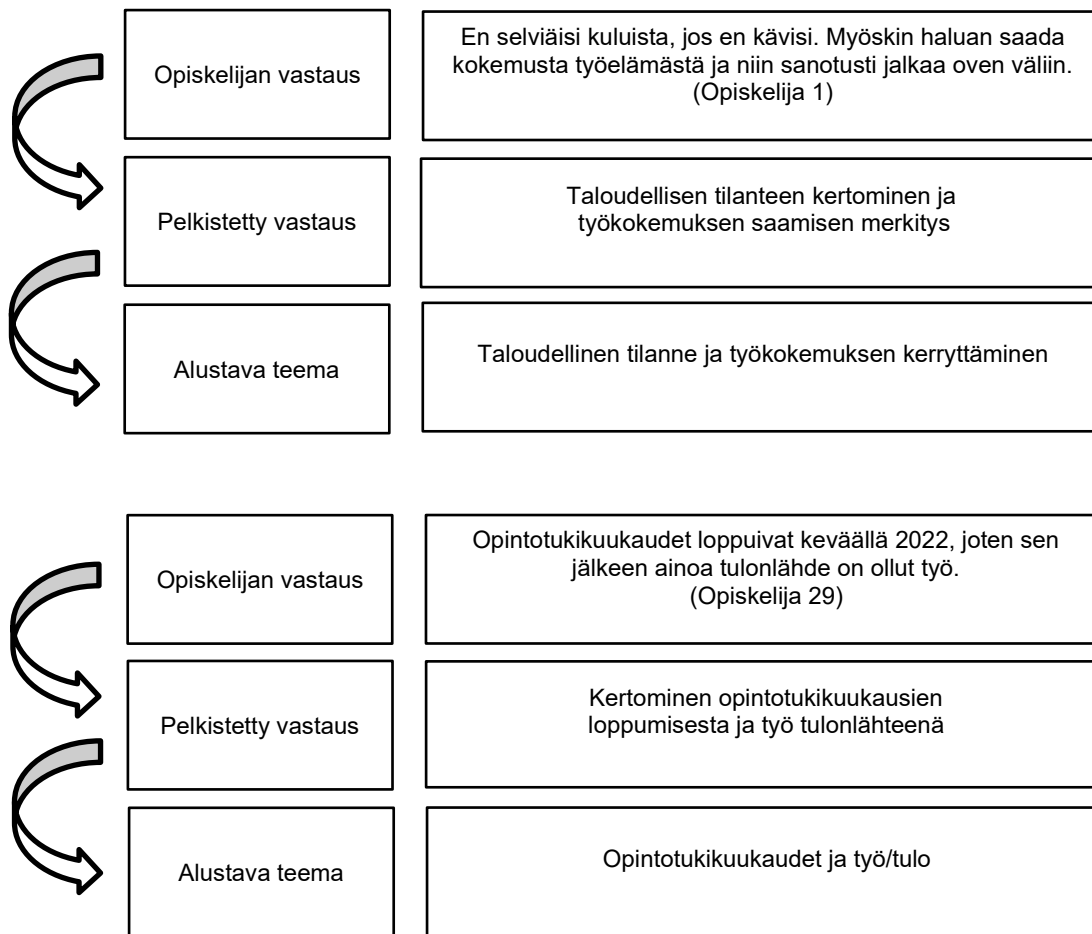 Opiskelijan vastaus
En selviäisi kuluista, jos en kävisi. Myöskin haluan saada
kokemusta työelämästä ja niin sanotusti jalkaa oven väliin.
(Opiskelija 1)
Pelkistetty vastaus
Taloudellisen tilanteen kertominen ja
työkokemuksen saamisen merkitys
Alustava teema
Taloudellinen tilanne ja työkokemuksen kerryttäminen
Opiskelijan vastaus
Opintotukikuukaudet loppuivat keväällä 2022, joten sen
jälkeen ainoa tulonlähde on ollut työ.
(Opiskelija 29)
Pelkistetty vastaus
Kertominen opintotukikuukausien
loppumisesta ja työ tulonlähteenä
Alustava teema
Opintotukikuukaudet ja työ/tulo